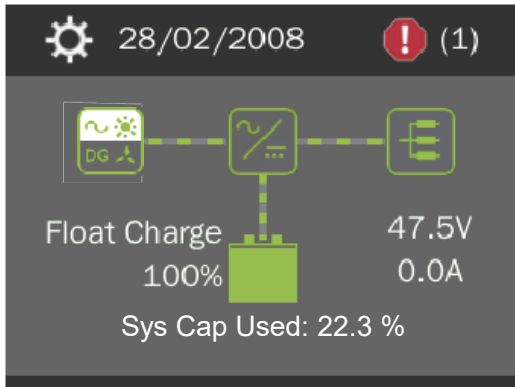 28/02/2008 (1)
DG
Float Charge 47.5V
100% 0.0A
Sys Cap Used: 22.3 %